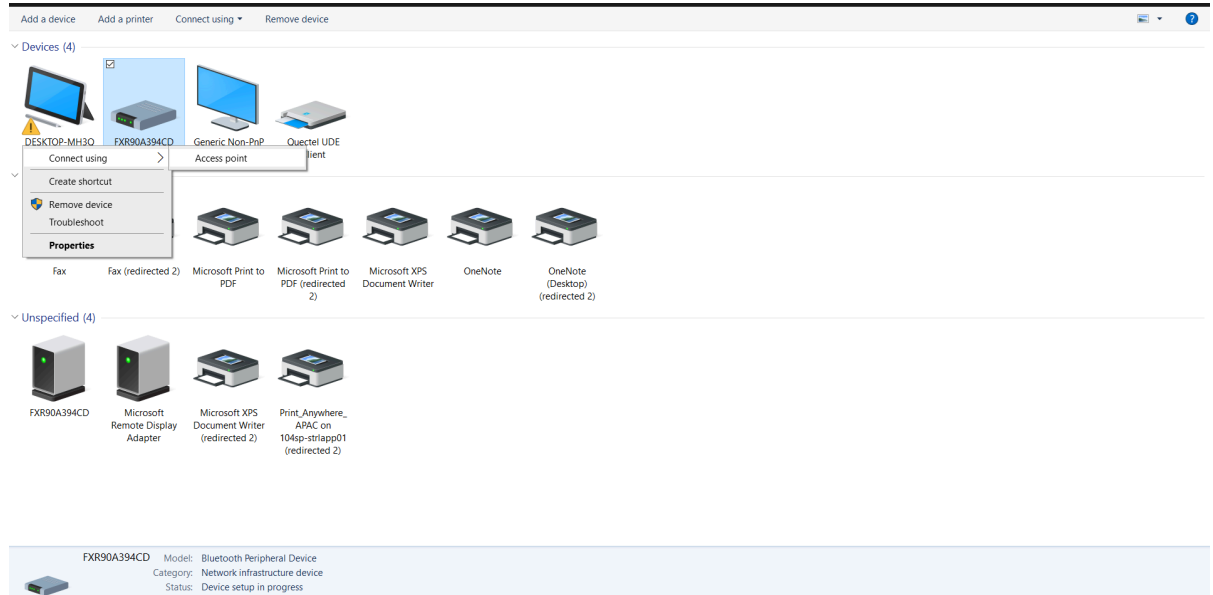 Add a device Add a printer Connect using Remove device
Devices (4)
DESKTOP-MH3Q FXR90A394CD Generic Non-PnP Quectel UDE
lient
Connect using Access point
Create shortcut
Remove device
Troubleshoot
Properties
Fax Fax (redirected 2) Microsoft Print to PDF Microsoft Print to PDF (redirected 2) Microsoft XPS Document Writer OneNote OneNote (Desktop) (redirected 2)
Unspecified (4)
FXR90A394CD Microsoft Remote Display Adapter Microsoft XPS Document Writer (redirected 2) Print_Anywhere_APAC on 104sp-strlapp01 (redirected 2)
FXR90A394CD Model: Bluetooth Peripheral Device
Category: Network infrastructure device
Status: Device setup in progress